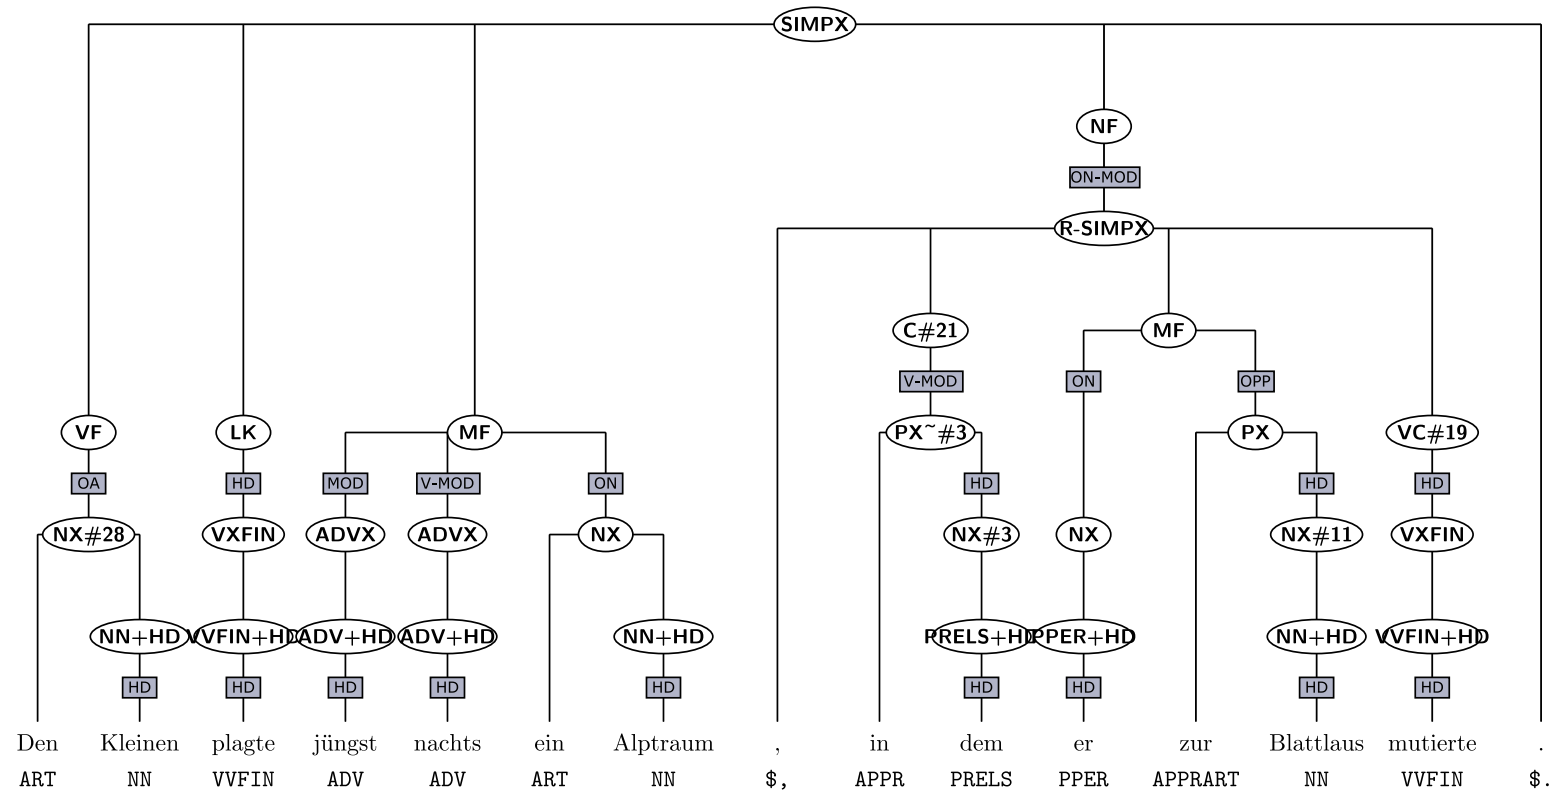 SIMPX
NF
ON-MOD
R-SIMPX
C#21 MF
V-MOD ON OPP
VF LK MF PX~#3 PX VC#19
OA HD MOD V-MOD ON HD HD HD
NX#28 VXFIN ADVX ADVX NX NX#3 NX NX#11 VXFIN
NN+HD VVFIN+HD ADV+HD ADV+HD NN+HD PRELS+HD PPER+HD NN+HD VVFIN+HD
HD HD HD HD HD HD HD HD HD
Den Kleinen plagte jüngst nachts ein Alptraum , in dem er zur Blattlaus mutierte .
ART NN VVFIN ADV ADV ART NN $, APPR PRELS PPER APPRART NN VVFIN $.